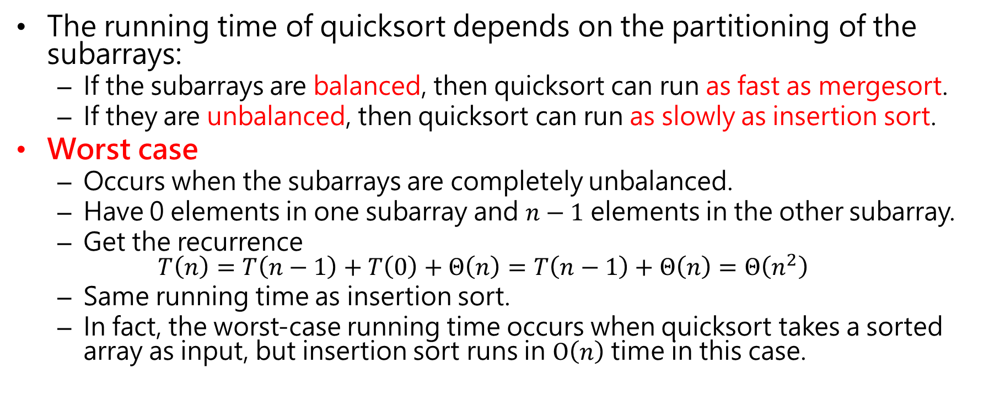 • The running time of quicksort depends on the partitioning of the
subarrays:
– If the subarrays are balanced, then quicksort can run as fast as mergesort.
– If they are unbalanced, then quicksort can run as slowly as insertion sort.
• Worst case
– Occurs when the subarrays are completely unbalanced.
– Have 0 elements in one subarray and n − 1 elements in the other subarray.
– Get the recurrence
T(n) = T(n − 1) + T(0) + Θ(n) = T(n − 1) + Θ(n) = Θ(n²)
– Same running time as insertion sort.
– In fact, the worst-case running time occurs when quicksort takes a sorted
array as input, but insertion sort runs in O(n) time in this case.